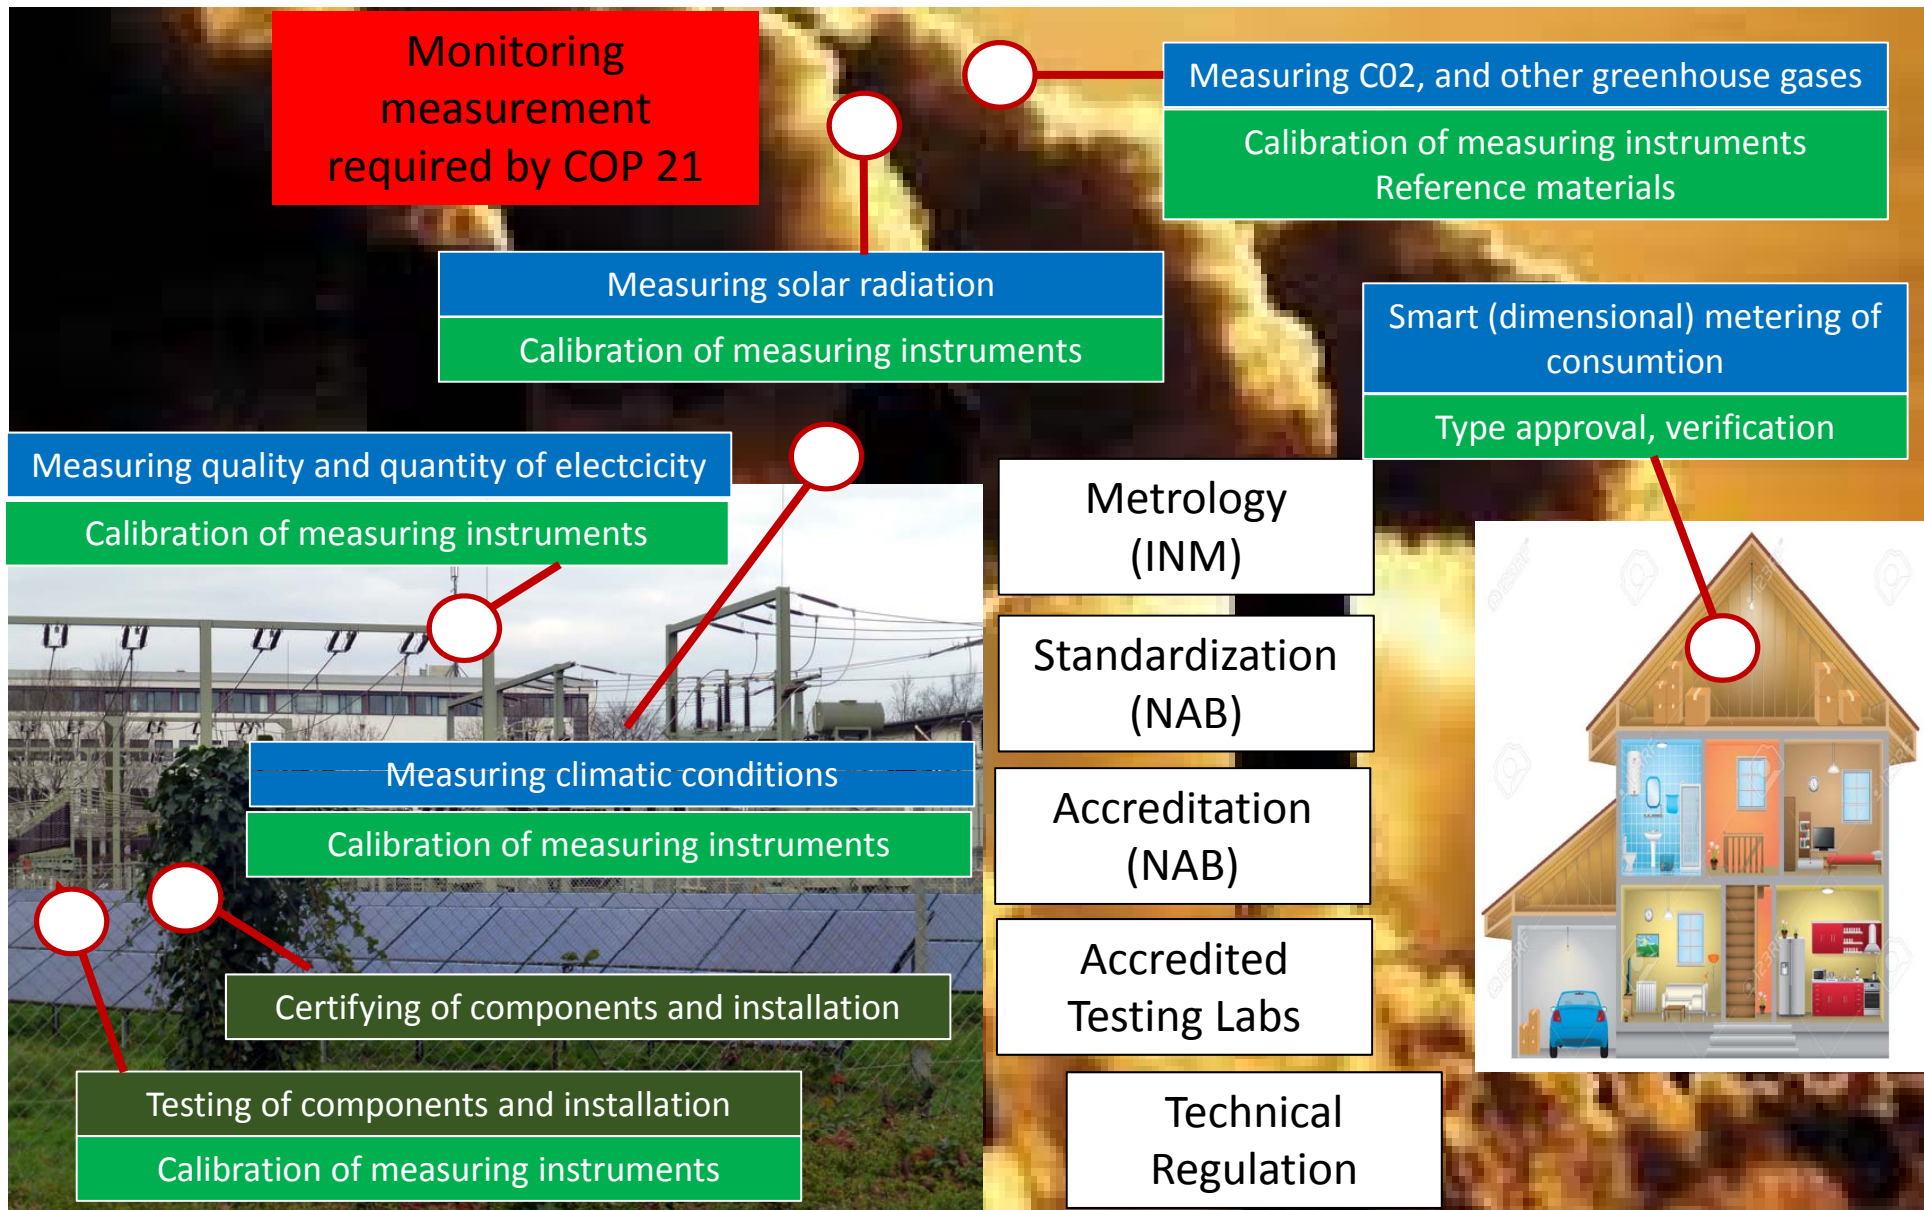 Monitoring
measurement
required by COP 21
Measuring C02, and other greenhouse gases
Calibration of measuring instruments
Reference materials
Measuring solar radiation
Calibration of measuring instruments
Smart (dimensional) metering of
consumtion
Type approval, verification
Measuring quality and quantity of electcicity
Calibration of measuring instruments
Metrology
(INM)
Standardization
(NAB)
Measuring climatic conditions
Calibration of measuring instruments
Accreditation
(NAB)
Accredited
Testing Labs
Certifying of components and installation
Testing of components and installation
Calibration of measuring instruments
Technical
Regulation
123RF